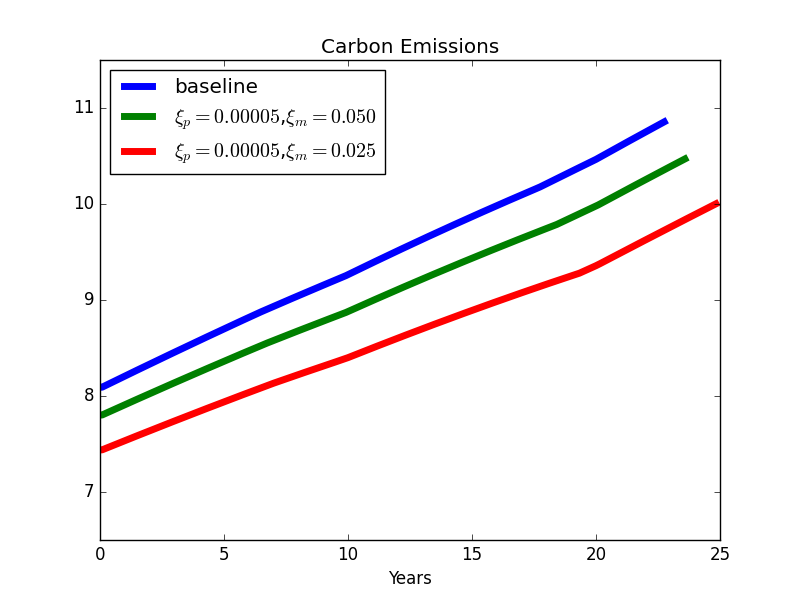 Carbon Emissions
baseline
ξₚ = 0.00005,ξₘ = 0.050
ξₚ = 0.00005,ξₘ = 0.025
11
10
9
8
7
0 5 10 15 20 25
Years